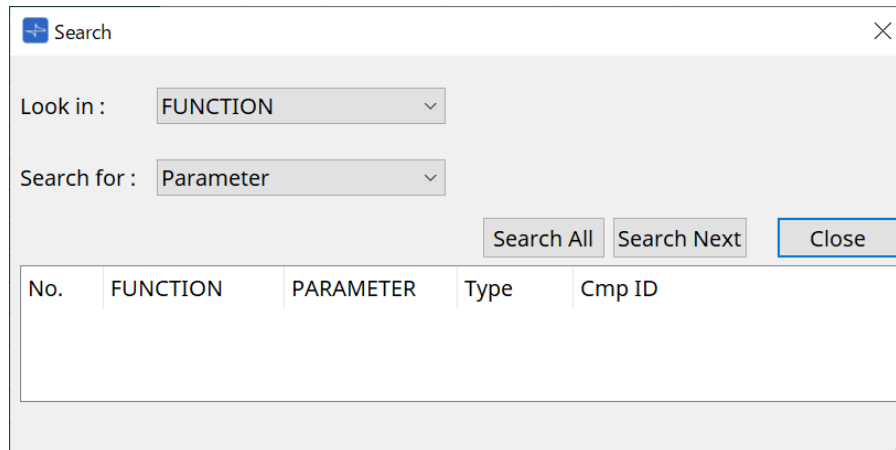 Search
Look in : FUNCTION
Search for : Parameter
Search All Search Next Close
No. FUNCTION PARAMETER Type Cmp ID